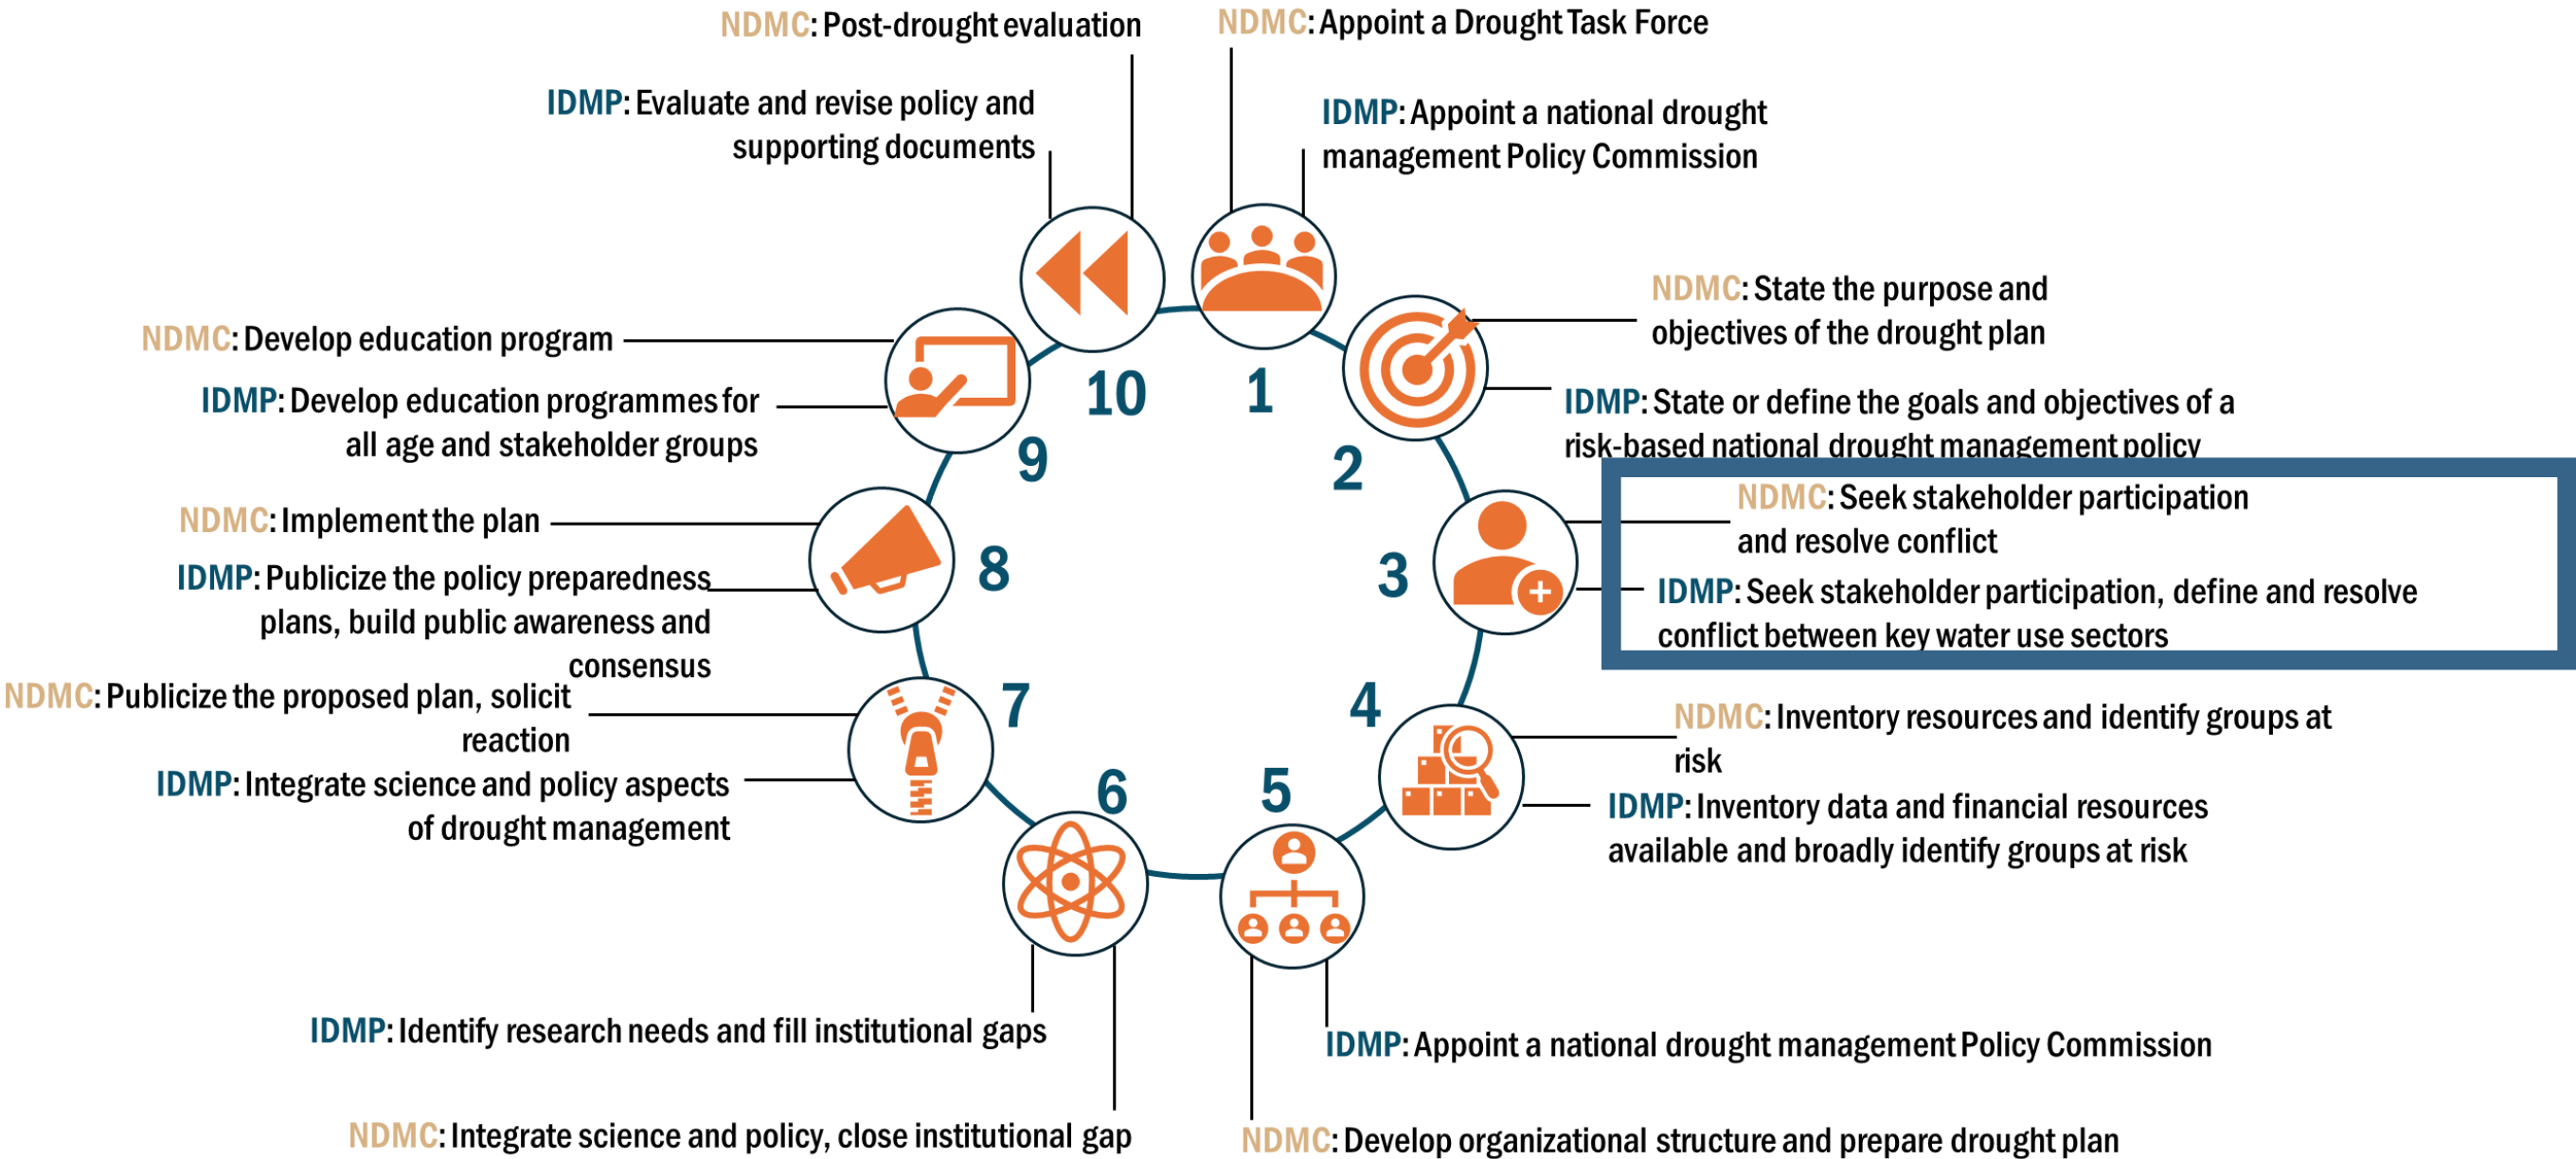 NDMC: Post-drought evaluation
IDMP: Evaluate and revise policy and
supporting documents
NDMC: Appoint a Drought Task Force
IDMP: Appoint a national drought
management Policy Commission
NDMC: State the purpose and
objectives of the drought plan
IDMP: State or define the goals and objectives of a
risk-based national drought management policy
NDMC: Seek stakeholder participation
and resolve conflict
IDMP: Seek stakeholder participation, define and resolve
conflict between key water use sectors
NDMC: Inventory resources and identify groups at
risk
IDMP: Inventory data and financial resources
available and broadly identify groups at risk
IDMP: Appoint a national drought management Policy Commission
NDMC: Develop organizational structure and prepare drought plan
IDMP: Identify research needs and fill institutional gaps
NDMC: Integrate science and policy, close institutional gap
NDMC: Publicize the proposed plan, solicit
reaction
IDMP: Integrate science and policy aspects
of drought management
NDMC: Implement the plan
IDMP: Publicize the policy preparedness
plans, build public awareness and
consensus
NDMC: Develop education program
IDMP: Develop education programmes for
all age and stakeholder groups
1
2
3
4
5
6
7
8
9
10